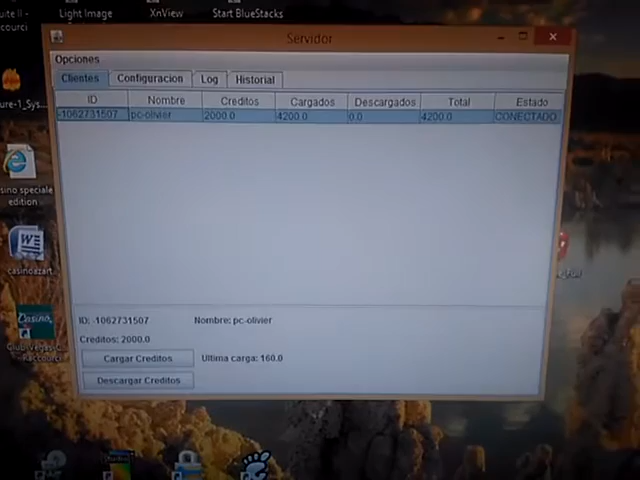 Light Image
XnView
Start BlueStacks
Servidor
Opciones
Clientes
Configuracion
Log
Historial
ID
Nombre
Creditos
Cargados
Descargados
Total
Estado
-1062731507
pc-olivier
2000.0
4200.0
0.0
4200.0
CONECTADO
sino speciale
edition
casinoazart
Casino
ID: -1062731507
Nombre: pc-olivier
Creditos: 2000.0
Cargar Creditos
Ultima carga: 160.0
Descargar Creditos